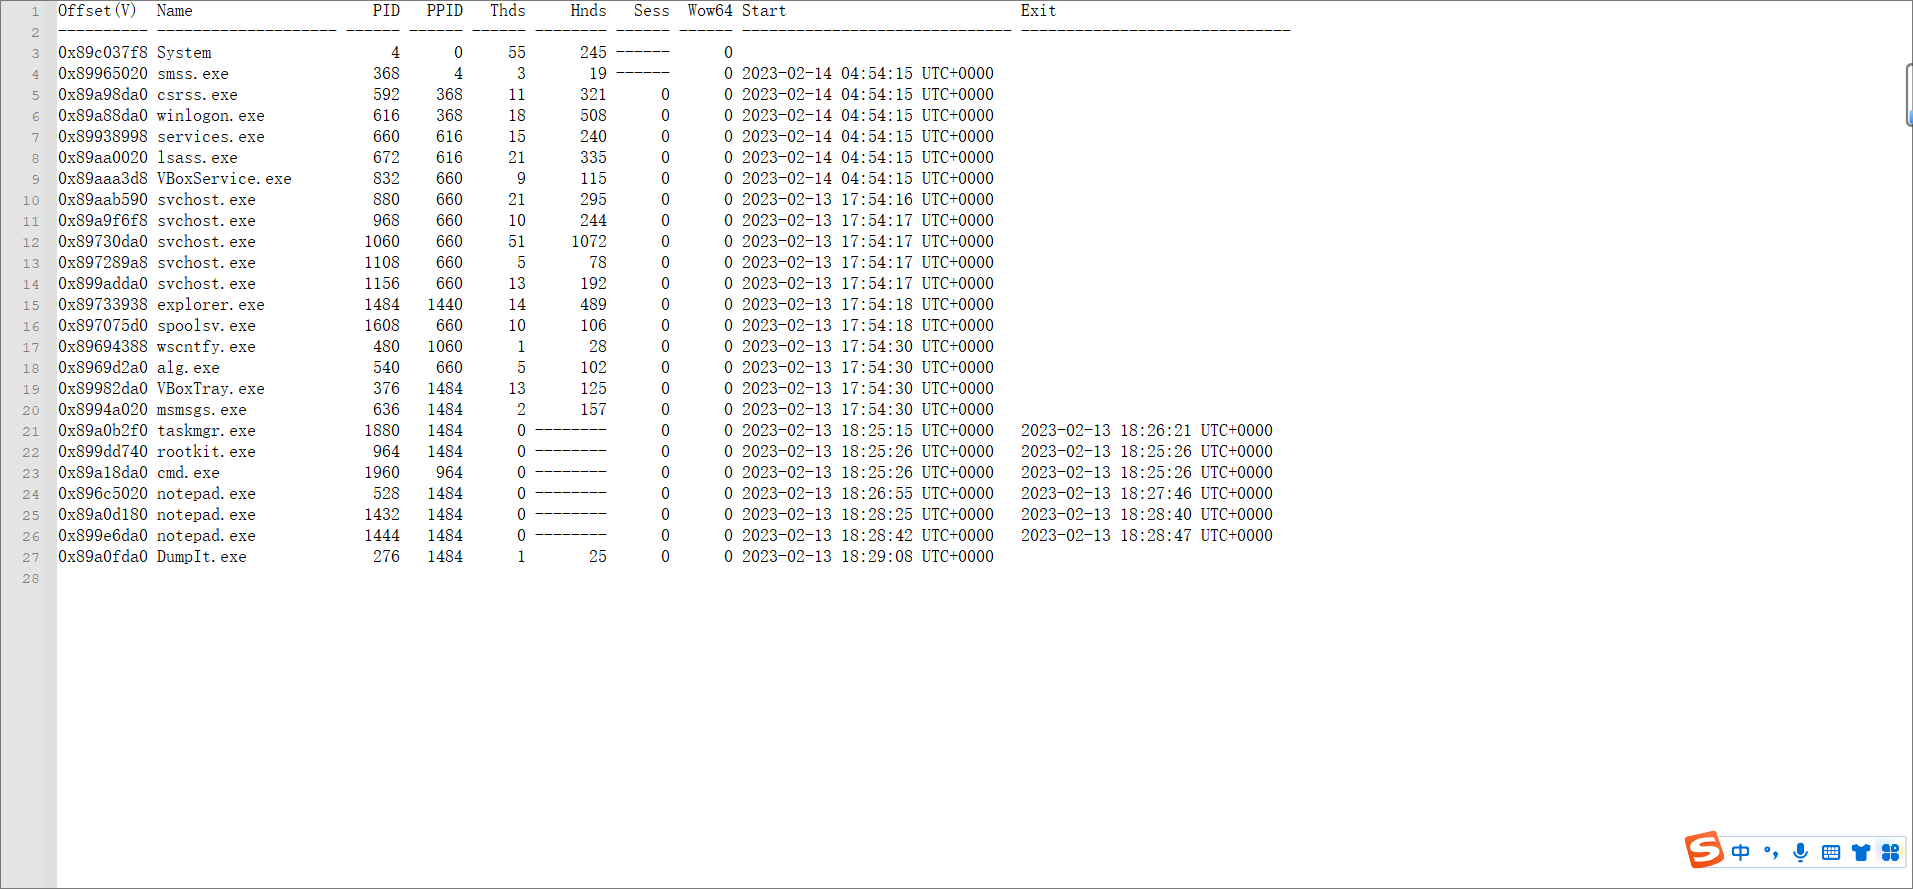 1 Offset(V)  Name                    PID   PPID   Thds     Hnds   Sess  Wow64 Start                          Exit
2 ---------- -------------------- ------ ------ ------ -------- ------ ------ ------------------------------ ------------------------------
3 0x89c037f8 System                    4      0     55      245 ------      0
4 0x89965020 smss.exe                368      4      3       19 ------      0 2023-02-14 04:54:15 UTC+0000
5 0x89a98da0 csrss.exe               592    368     11      321      0      0 2023-02-14 04:54:15 UTC+0000
6 0x89a88da0 winlogon.exe            616    368     18      508      0      0 2023-02-14 04:54:15 UTC+0000
7 0x89938998 services.exe            660    616     15      240      0      0 2023-02-14 04:54:15 UTC+0000
8 0x89aa0020 lsass.exe               672    616     21      335      0      0 2023-02-14 04:54:15 UTC+0000
9 0x89aaa3d8 VBoxService.exe         832    660      9      115      0      0 2023-02-14 04:54:15 UTC+0000
10 0x89aab590 svchost.exe             880    660     21      295      0      0 2023-02-13 17:54:16 UTC+0000
11 0x89a9f6f8 svchost.exe             968    660     10      244      0      0 2023-02-13 17:54:17 UTC+0000
12 0x89730da0 svchost.exe            1060    660     51     1072      0      0 2023-02-13 17:54:17 UTC+0000
13 0x897289a8 svchost.exe            1108    660      5       78      0      0 2023-02-13 17:54:17 UTC+0000
14 0x899adda0 svchost.exe            1156    660     13      192      0      0 2023-02-13 17:54:17 UTC+0000
15 0x89733938 explorer.exe           1484   1440     14      489      0      0 2023-02-13 17:54:18 UTC+0000
16 0x897075d0 spoolsv.exe            1608    660     10      106      0      0 2023-02-13 17:54:18 UTC+0000
17 0x89694388 wscntfy.exe             480   1060      1       28      0      0 2023-02-13 17:54:30 UTC+0000
18 0x8969d2a0 alg.exe                 540    660      5      102      0      0 2023-02-13 17:54:30 UTC+0000
19 0x89982da0 VBoxTray.exe            376   1484     13      125      0      0 2023-02-13 17:54:30 UTC+0000
20 0x8994a020 msmsgs.exe              636   1484      2      157      0      0 2023-02-13 17:54:30 UTC+0000
21 0x89a0b2f0 taskmgr.exe            1880   1484      0 --------      0      0 2023-02-13 18:25:15 UTC+0000   2023-02-13 18:26:21 UTC+0000
22 0x899dd740 rootkit.exe             964   1484      0 --------      0      0 2023-02-13 18:25:26 UTC+0000   2023-02-13 18:25:26 UTC+0000
23 0x89a18da0 cmd.exe                1960    964      0 --------      0      0 2023-02-13 18:25:26 UTC+0000   2023-02-13 18:25:26 UTC+0000
24 0x896c5020 notepad.exe             528   1484      0 --------      0      0 2023-02-13 18:26:55 UTC+0000   2023-02-13 18:27:46 UTC+0000
25 0x89a0d180 notepad.exe            1432   1484      0 --------      0      0 2023-02-13 18:28:25 UTC+0000   2023-02-13 18:28:40 UTC+0000
26 0x899e6da0 notepad.exe            1444   1484      0 --------      0      0 2023-02-13 18:28:42 UTC+0000   2023-02-13 18:28:47 UTC+0000
27 0x89a0fda0 DumpIt.exe              276   1484      1       25      0      0 2023-02-13 18:29:08 UTC+0000
28
S 中